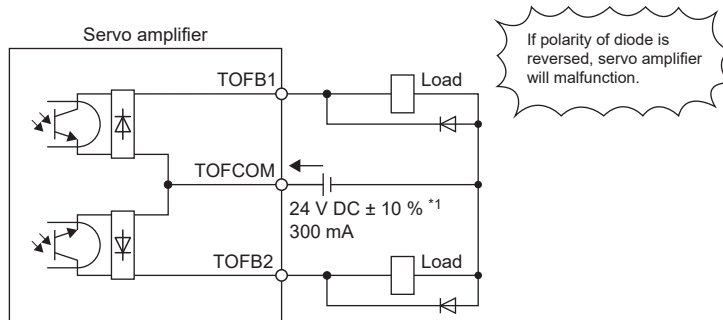 Servo amplifier
If polarity of diode is
reversed, servo amplifier
will malfunction.
TOFB1
Load
TOFCOM
24 V DC ± 10 % *1
300 mA
TOFB2
Load